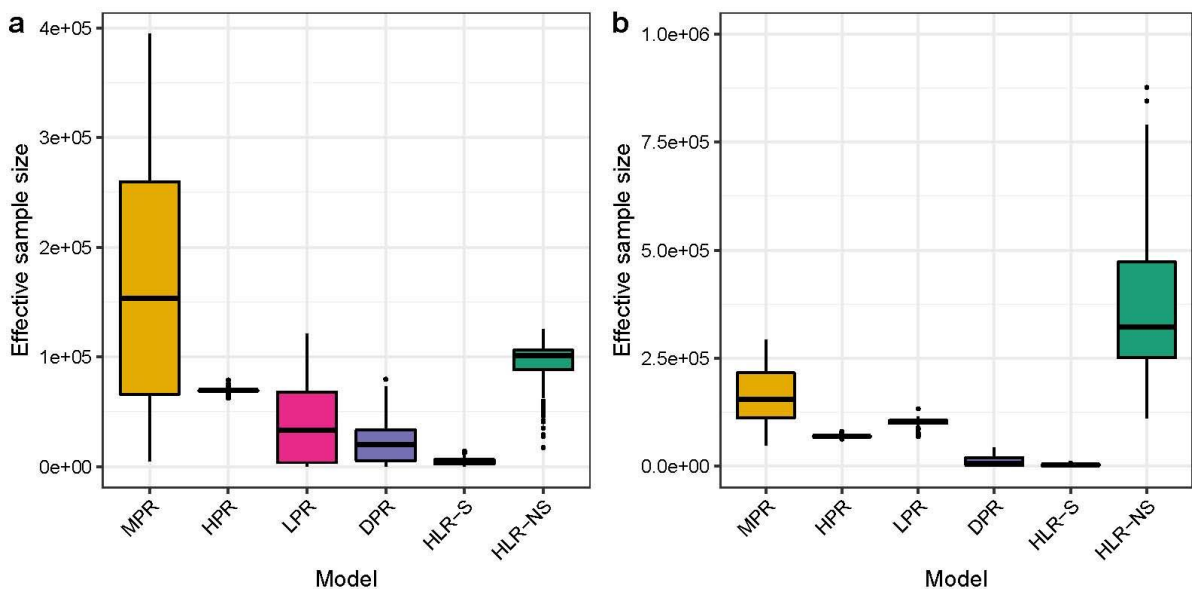 a
Effective sample size
4e+05
3e+05
2e+05
1e+05
0e+00
MPR
HPR
LPR
DPR
HLR-S
HLR-NS
Model
b
Effective sample size
1.0e+06
7.5e+05
5.0e+05
2.5e+05
0.0e+00
MPR
HPR
LPR
DPR
HLR-S
HLR-NS
Model